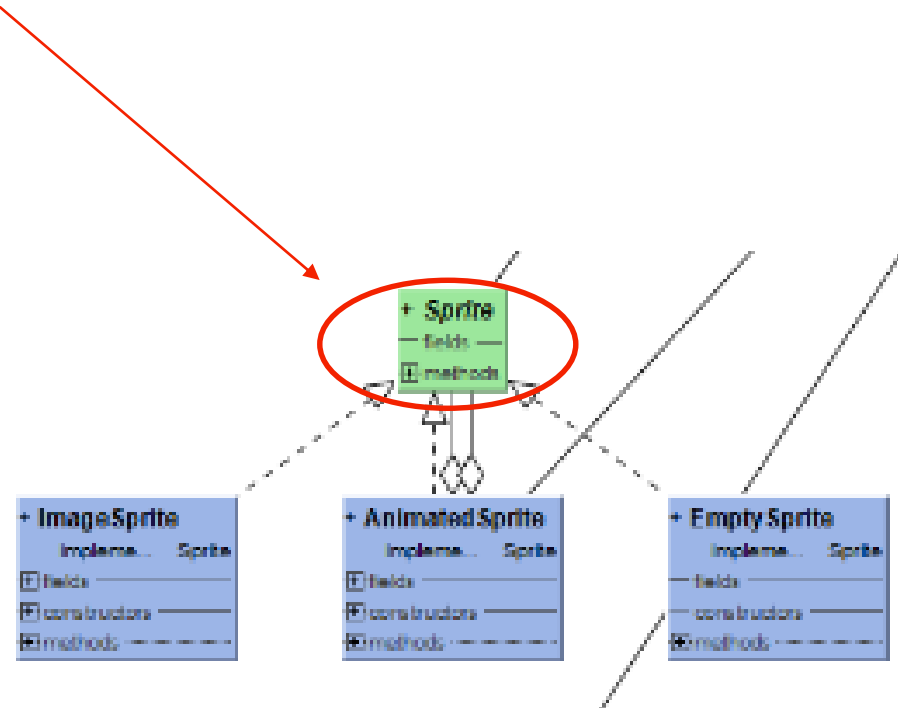 + Sprite
fields
+ methods
+ ImageSprite
impleme... Sprite
+ fields
+ constructors
+ methods
+ AnimatedSprite
impleme... Sprite
+ fields
+ constructors
+ methods
+ EmptySprite
impleme... Sprite
fields
constructors
+ methods